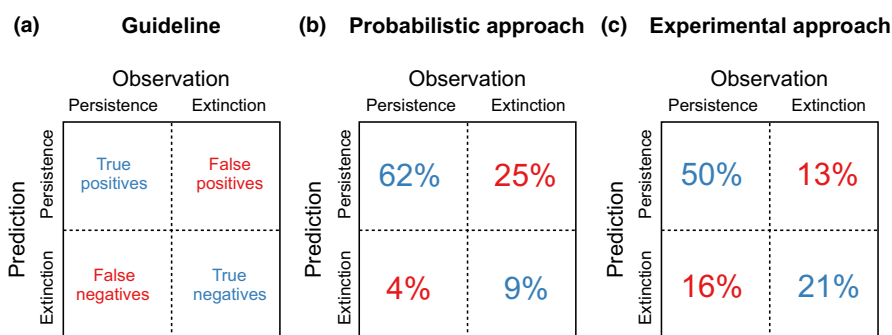 (a) Guideline
Observation
Persistence Extinction
Prediction
Persistence
True
positives
False
positives
Extinction
False
negatives
True
negatives
(b) Probabilistic approach
Observation
Persistence Extinction
Prediction
Persistence
62% 25%
Extinction
4% 9%
(c) Experimental approach
Observation
Persistence Extinction
Prediction
Persistence
50% 13%
Extinction
16% 21%